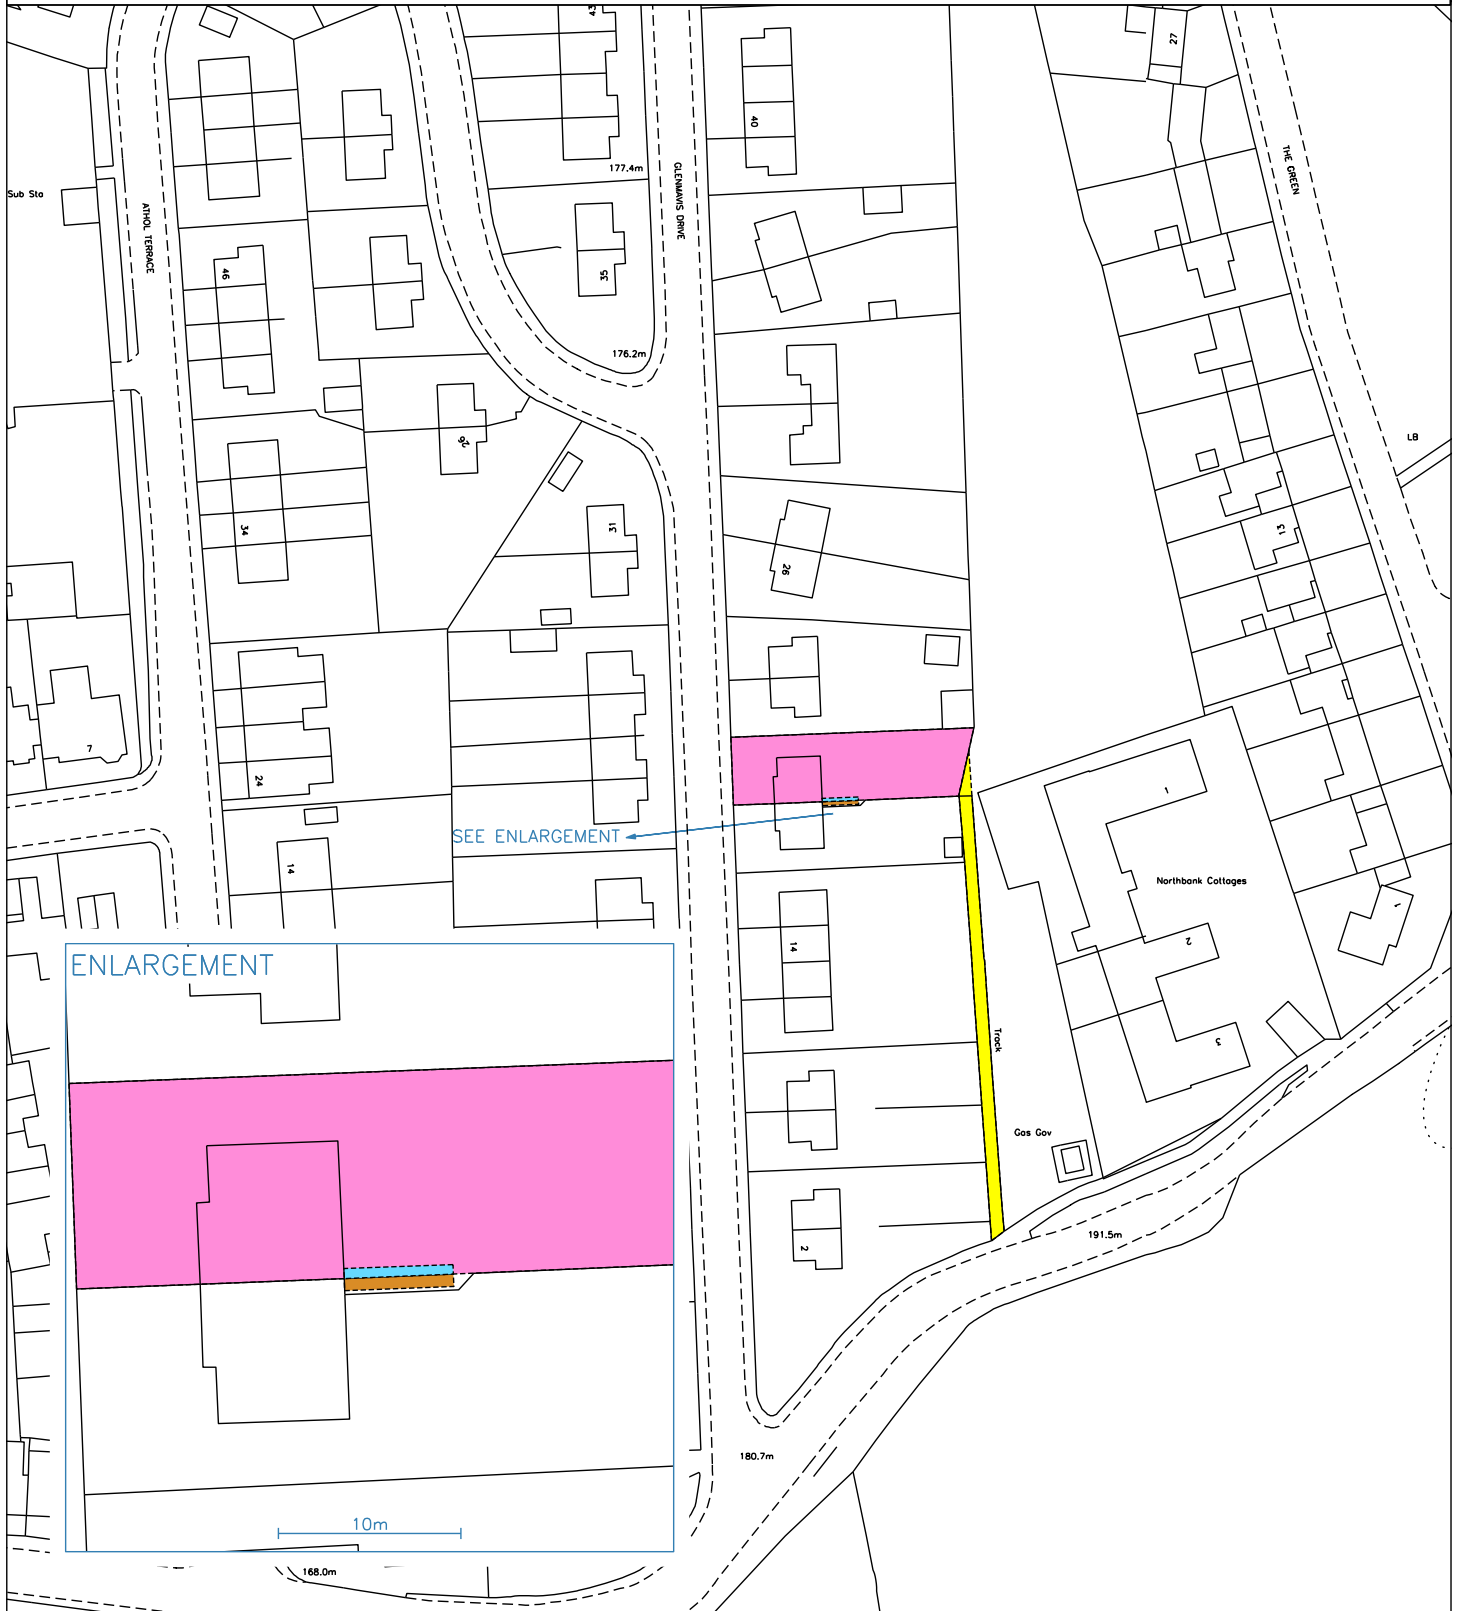 43
27
40
177.4m
GLENMAVIS DRIVE
THE GREEN
Sub Sta
ATHOL TERRACE
46
35
176.2m
LB
26
34
31
13
26
7
24
1
SEE ENLARGEMENT
14
Northbank Cottages
1
14
2
ENLARGEMENT
Track
3
Gas Gov
191.5m
2
180.7m
10m
168.0m